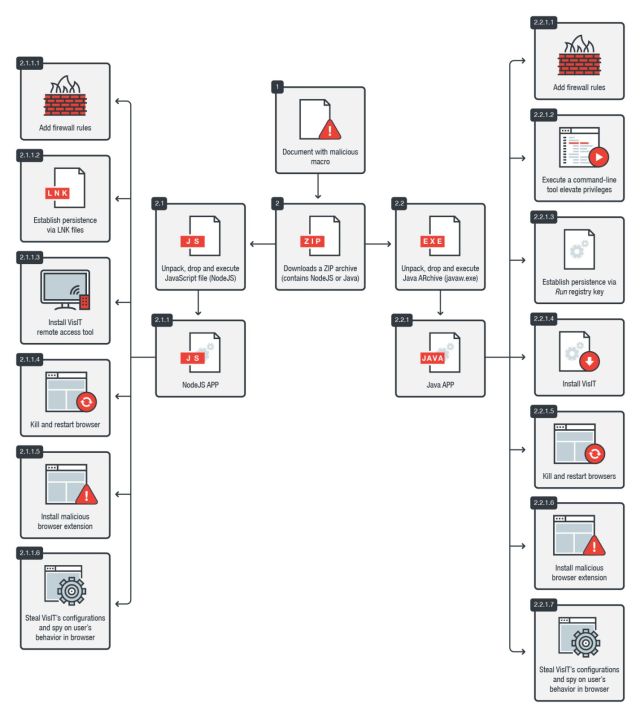 1
Document with malicious
macro
2
ZIP
Downloads a ZIP archive
(contains NodeJS or Java)
2.1
JS
Unpack, drop and execute
JavaScript file (NodeJS)
2.1.1
JS
NodeJS APP
2.1.1.1
Add firewall rules
2.1.1.2
LNK
Establish persistence
via LNK files
2.1.1.3
Install VisIT
remote access tool
2.1.1.4
Kill and restart browser
2.1.1.5
Install malicious
browser extension
2.1.1.6
Steal VisIT's configurations
and spy on user's
behavior in browser
2.2
EXE
Unpack, drop and execute
Java ARchive (javaw.exe)
2.2.1
JAVA
Java APP
2.2.1.1
Add firewall rules
2.2.1.2
Execute a command-line
tool elevate privileges
2.2.1.3
Establish persistence via
Run registry key
2.2.1.4
Install VisIT
2.2.1.5
Kill and restart browsers
2.2.1.6
Install malicious
browser extension
2.2.1.7
Steal VisIT's configurations
and spy on user's
behavior in browser